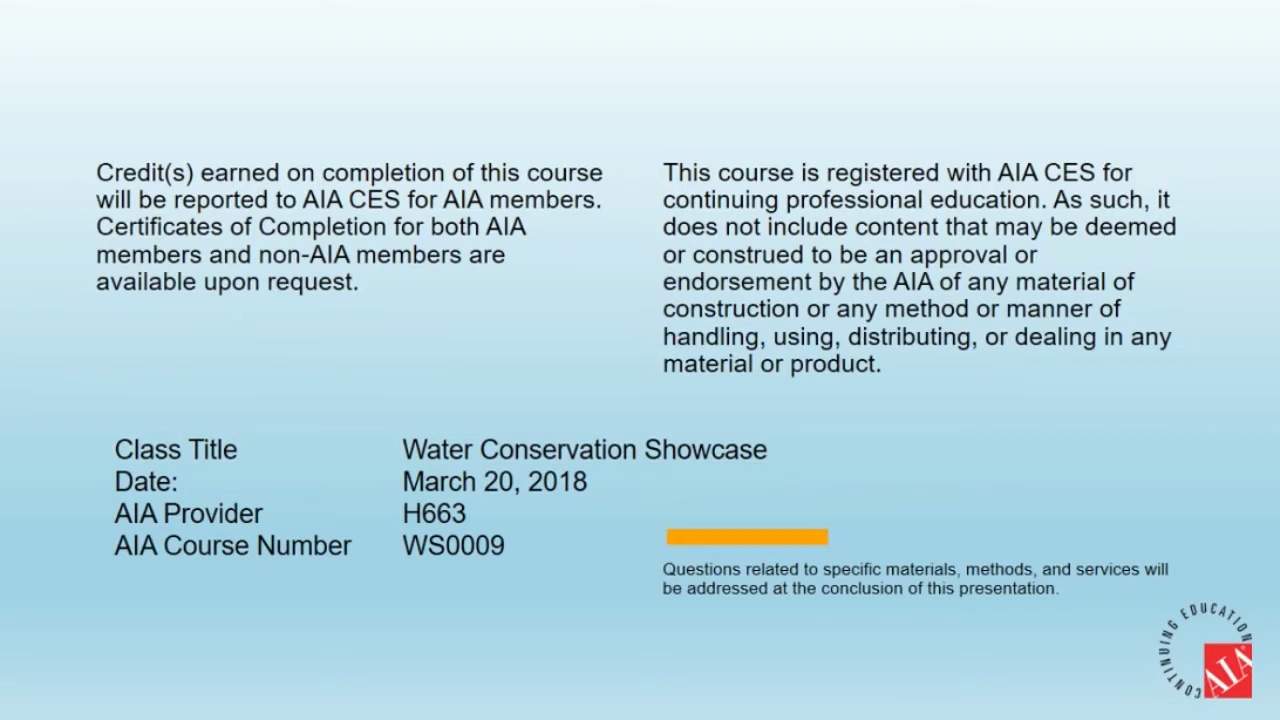 Credit(s) earned on completion of this course
will be reported to AIA CES for AIA members.
Certificates of Completion for both AIA
members and non-AIA members are
available upon request.
This course is registered with AIA CES for
continuing professional education. As such, it
does not include content that may be deemed
or construed to be an approval or
endorsement by the AIA of any material of
construction or any method or manner of
handling, using, distributing, or dealing in any
material or product.
Class Title Water Conservation Showcase
Date: March 20, 2018
AIA Provider H663
AIA Course Number WS0009
Questions related to specific materials, methods, and services will
be addressed at the conclusion of this presentation.
CONTINUING EDUCATION
AIA